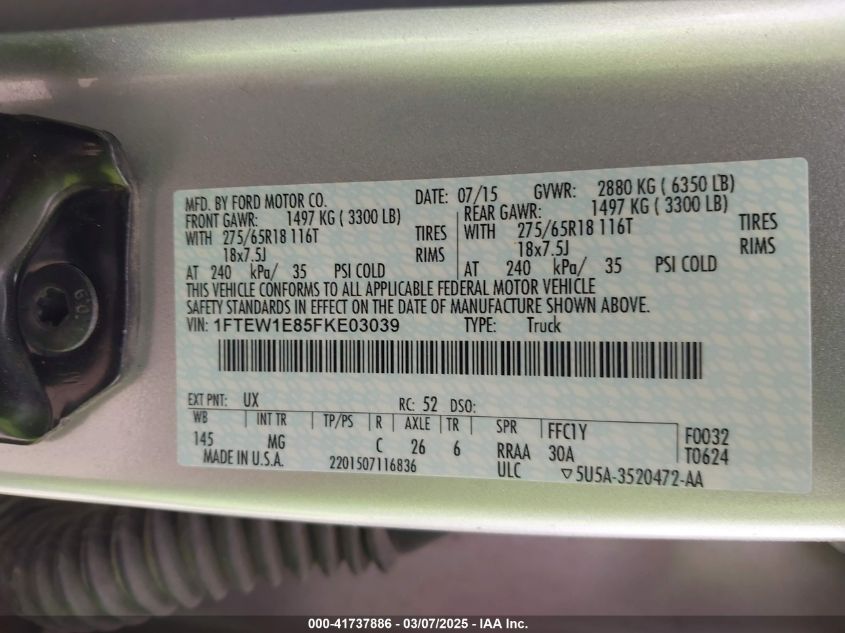 MFD. BY FORD MOTOR CO. DATE: 07/15 GVWR: 2880 KG ( 6350 LB)
FRONT GAWR: 1497 KG ( 3300 LB) REAR GAWR: 1497 KG ( 3300 LB)
WITH 275/65R18 116T TIRES WITH 275/65R18 116T TIRES
18x7.5J RIMS 18x7.5J RIMS
AT 240 kPa/ 35 PSI COLD AT 240 kPa/ 35 PSI COLD
THIS VEHICLE CONFORMS TO ALL APPLICABLE FEDERAL MOTOR VEHICLE
SAFETY STANDARDS IN EFFECT ON THE DATE OF MANUFACTURE SHOWN ABOVE.
VIN: 1FTEW1E85FKE03039 TYPE: Truck
EXT PNT: UX RC: 52 DSO:
WB INT TR TP/PS R AXLE TR SPR FFC1Y F0032
145 MG C 26 6 RRAA 30A T0624
MADE IN U.S.A. 2201507116836 ULC ▽5U5A-3520472-AA
000-41737886 - 03/07/2025 - IAA Inc.